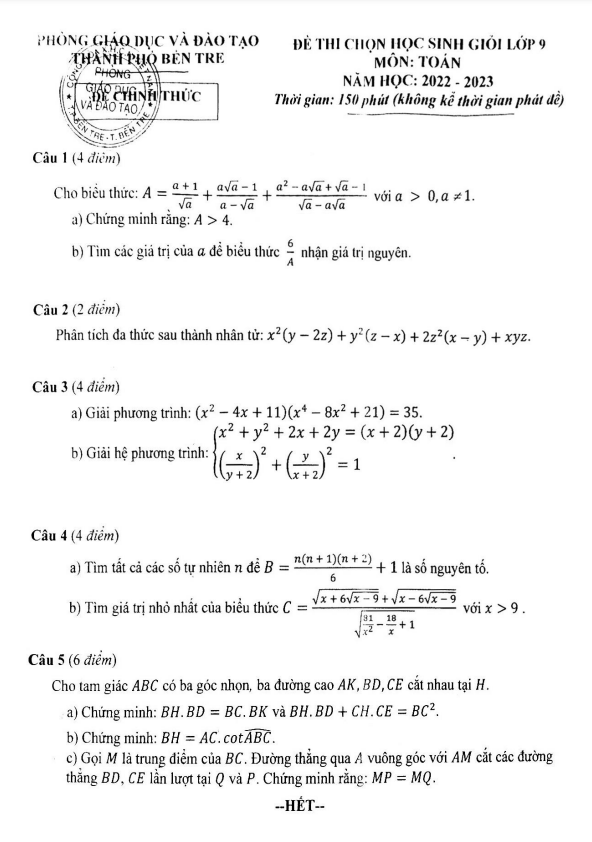 PHÒNG GIÁO DỤC VÀ ĐÀO TẠO
THÀNH PHỐ BẾN TRE
ĐỀ CHÍNH THỨC
PHÒNG
GIÁO DỤC
VÀ ĐÀO TẠO
TP. BẾN TRE - T. BẾN TRE
ĐỀ THI CHỌN HỌC SINH GIỎI LỚP 9
MÔN: TOÁN
NĂM HỌC: 2022 - 2023
Thời gian: 150 phút (không kể thời gian phát đề)
Câu 1 (4 điểm)
Cho biểu thức: A = \frac{a+1}{\sqrt{a}} + \frac{a\sqrt{a}-1}{a-\sqrt{a}} + \frac{a^2-a\sqrt{a}+\sqrt{a}-1}{\sqrt{a}-a\sqrt{a}} với a > 0, a ≠ 1.
a) Chứng minh rằng: A > 4.
b) Tìm các giá trị của a để biểu thức \frac{6}{A} nhận giá trị nguyên.
Câu 2 (2 điểm)
Phân tích đa thức sau thành nhân tử: x²(y − 2z) + y²(z − x) + 2z²(x − y) + xyz.
Câu 3 (4 điểm)
a) Giải phương trình: (x² − 4x + 11)(x⁴ − 8x² + 21) = 35.
b) Giải hệ phương trình: \begin{cases} x^2 + y^2 + 2x + 2y = (x+2)(y+2) \\ \left(\frac{x}{y+2}\right)^2 + \left(\frac{y}{x+2}\right)^2 = 1 \end{cases}.
Câu 4 (4 điểm)
a) Tìm tất cả các số tự nhiên n để B = \frac{n(n+1)(n+2)}{6} + 1 là số nguyên tố.
b) Tìm giá trị nhỏ nhất của biểu thức C = \frac{\sqrt{x+6\sqrt{x-9}}+\sqrt{x-6\sqrt{x-9}}}{\sqrt{\frac{81}{x^2}-\frac{18}{x}+1}} với x > 9 .
Câu 5 (6 điểm)
Cho tam giác ABC có ba góc nhọn, ba đường cao AK, BD, CE cắt nhau tại H.
a) Chứng minh: BH. BD = BC. BK và BH. BD + CH. CE = BC².
b) Chứng minh: BH = AC. cot\widehat{ABC}.
c) Gọi M là trung điểm của BC. Đường thẳng qua A vuông góc với AM cắt các đường
thẳng BD, CE lần lượt tại Q và P. Chứng minh rằng: MP = MQ.
--HẾT--